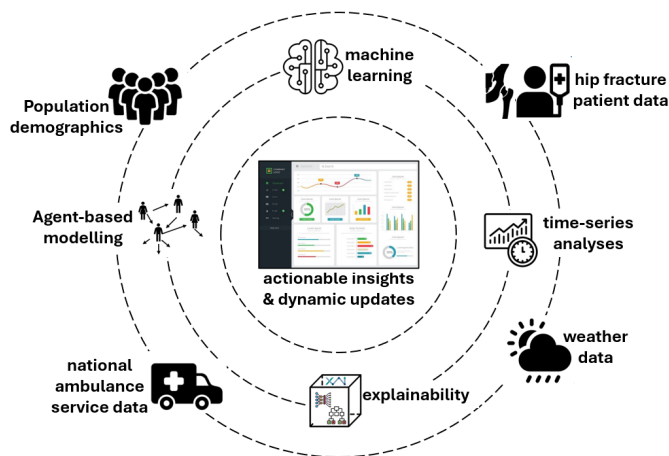 machine
learning
hip fracture
patient data
Population
demographics
Agent-based
modelling
time-series
analyses
actionable insights
& dynamic updates
weather
data
national
ambulance
service data
explainability